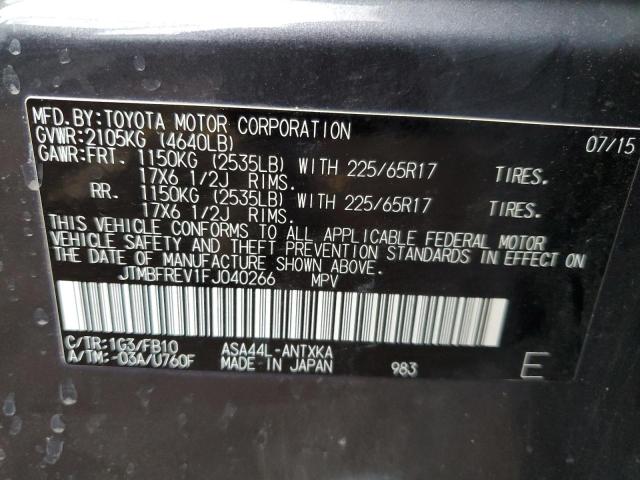 MFD.BY:TOYOTA MOTOR CORPORATION 07/15
GVWR:2105KG (4640LB)
GAWR:FRT. 1150KG (2535LB) WITH 225/65R17 TIRES.
17X6 1/2J RIMS.
RR. 1150KG (2535LB) WITH 225/65R17 TIRES.
17X6 1/2J RIMS.
THIS VEHICLE CONFORMS TO ALL APPLICABLE FEDERAL MOTOR
VEHICLE SAFETY AND THEFT PREVENTION STANDARDS IN EFFECT ON
THE DATE OF MANUFACTURE SHOWN ABOVE.
JTMBFREV1FJ040266 MPV
C/TR:1G3/FB10 ASA44L-ANTXKA
A/TM:-03A/U760F MADE IN JAPAN 983 E